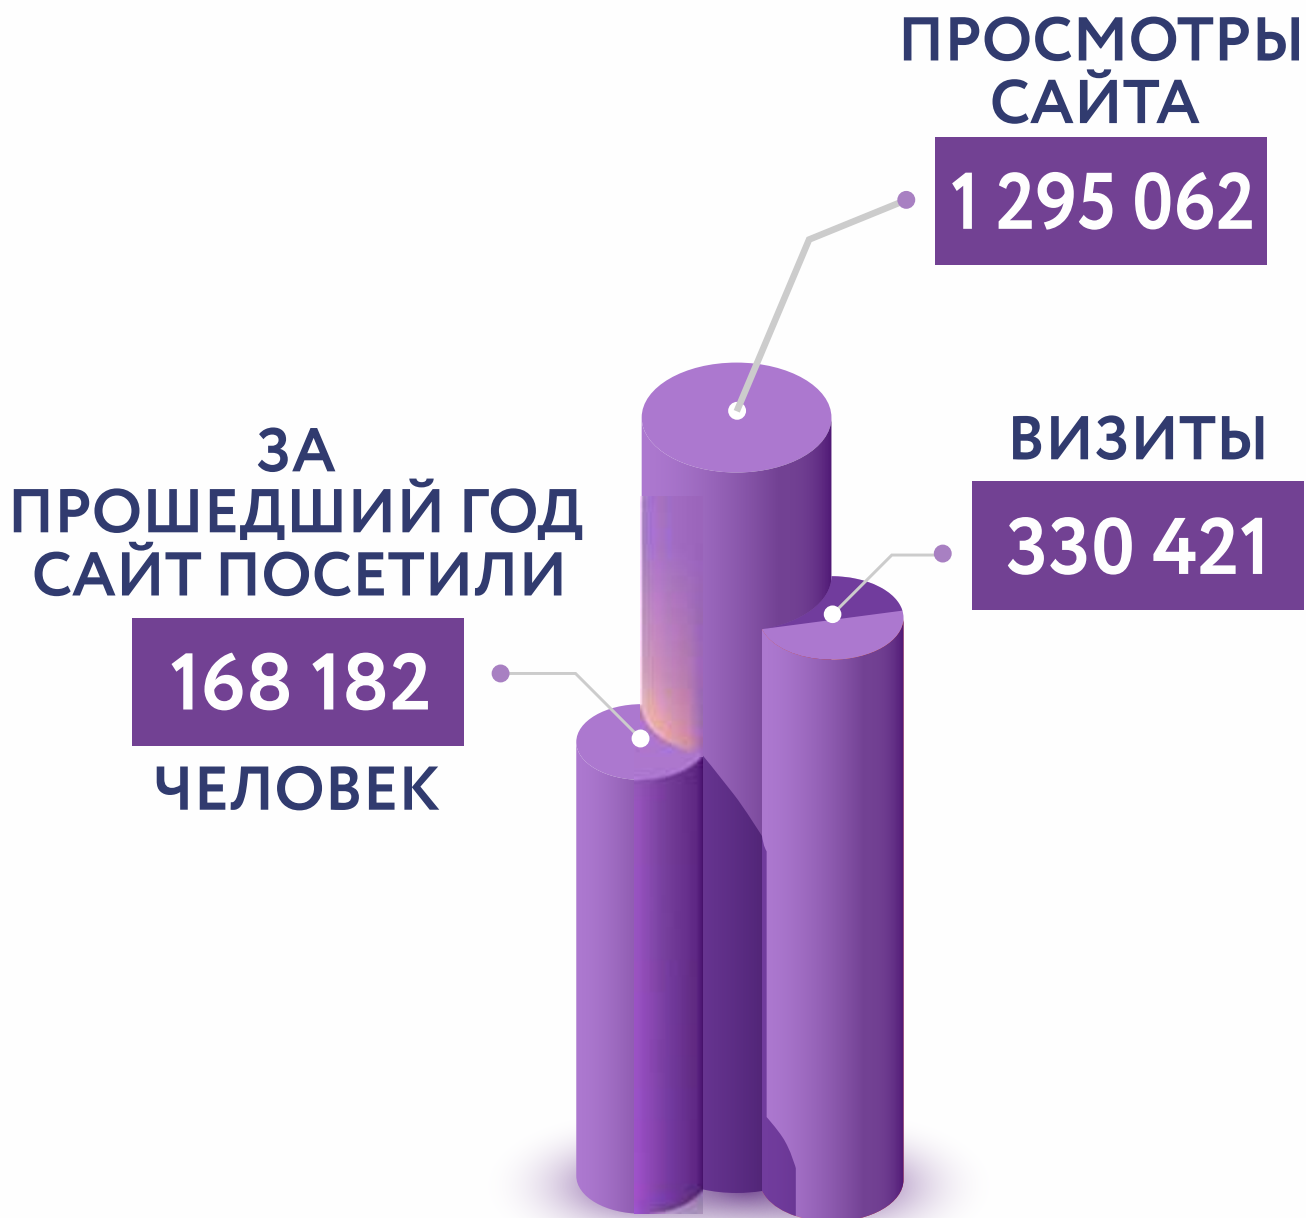 ПРОСМОТРЫ
САЙТА
1 295 062
ВИЗИТЫ
330 421
ЗА
ПРОШЕДШИЙ ГОД
САЙТ ПОСЕТИЛИ
168 182
ЧЕЛОВЕК